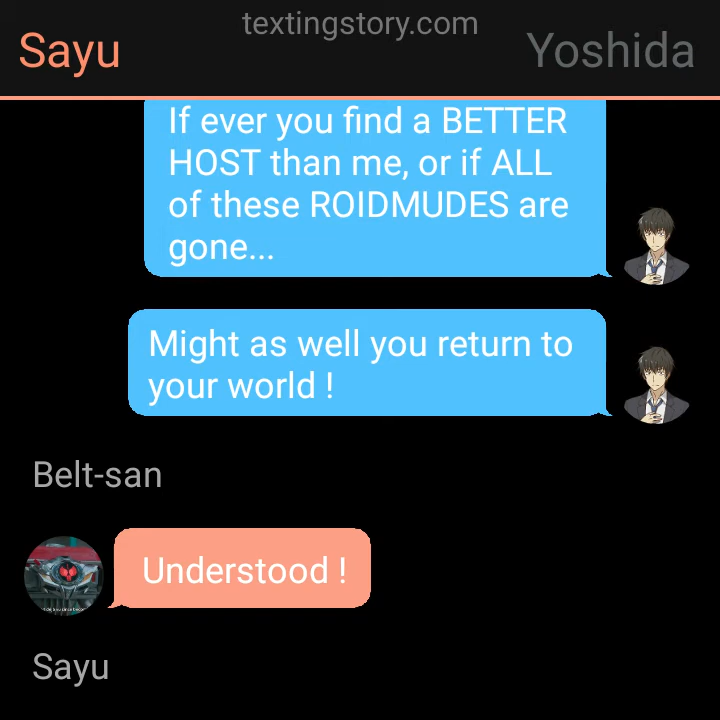 textingstory.com
Sayu
Yoshida
If ever you find a BETTER
HOST than me, or if ALL
of these ROIDMUDES are
gone...
Might as well you return to
your world !
Belt-san
Understood !
Sayu